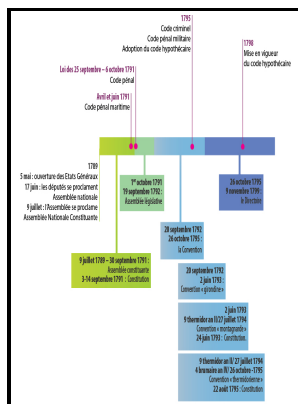 1795
Code criminel
Code pénal militaire
Adoption du code hypothécaire
1798
Mise en vigueur
du code hypothécaire
Loi des 25 septembre – 6 octobre 1791
Code pénal
Avril et juin 1791
Code pénal maritime
1789
5 mai : ouverture des Etats Généraux
17 juin : les députés se proclament
Assemblée nationale
9 juillet : l'Assemblée se proclame
Assemblée Nationale Constituante
1er octobre 1791
19 septembre 1792 :
Assemblée législative
26 octobre 1795
9 novembre 1799 :
le Directoire
20 septembre 1792
26 octobre 1795 :
la Convention
9 juillet 1789 – 30 septembre 1791 :
Assemblée constituante
3-14 septembre 1791 : Constitution
20 septembre 1792
2 juin 1793 :
Convention « girondine »
2 juin 1793
9 thermidor an II/ 27 juillet 1794
Convention « montagnarde »
24 juin 1793 : Constitution.
9 thermidor an II/ 27 juillet 1794
4 brumaire an IV/ 26 octobre -1795
Convention « thermidorienne »
22 août 1795 : Constitution